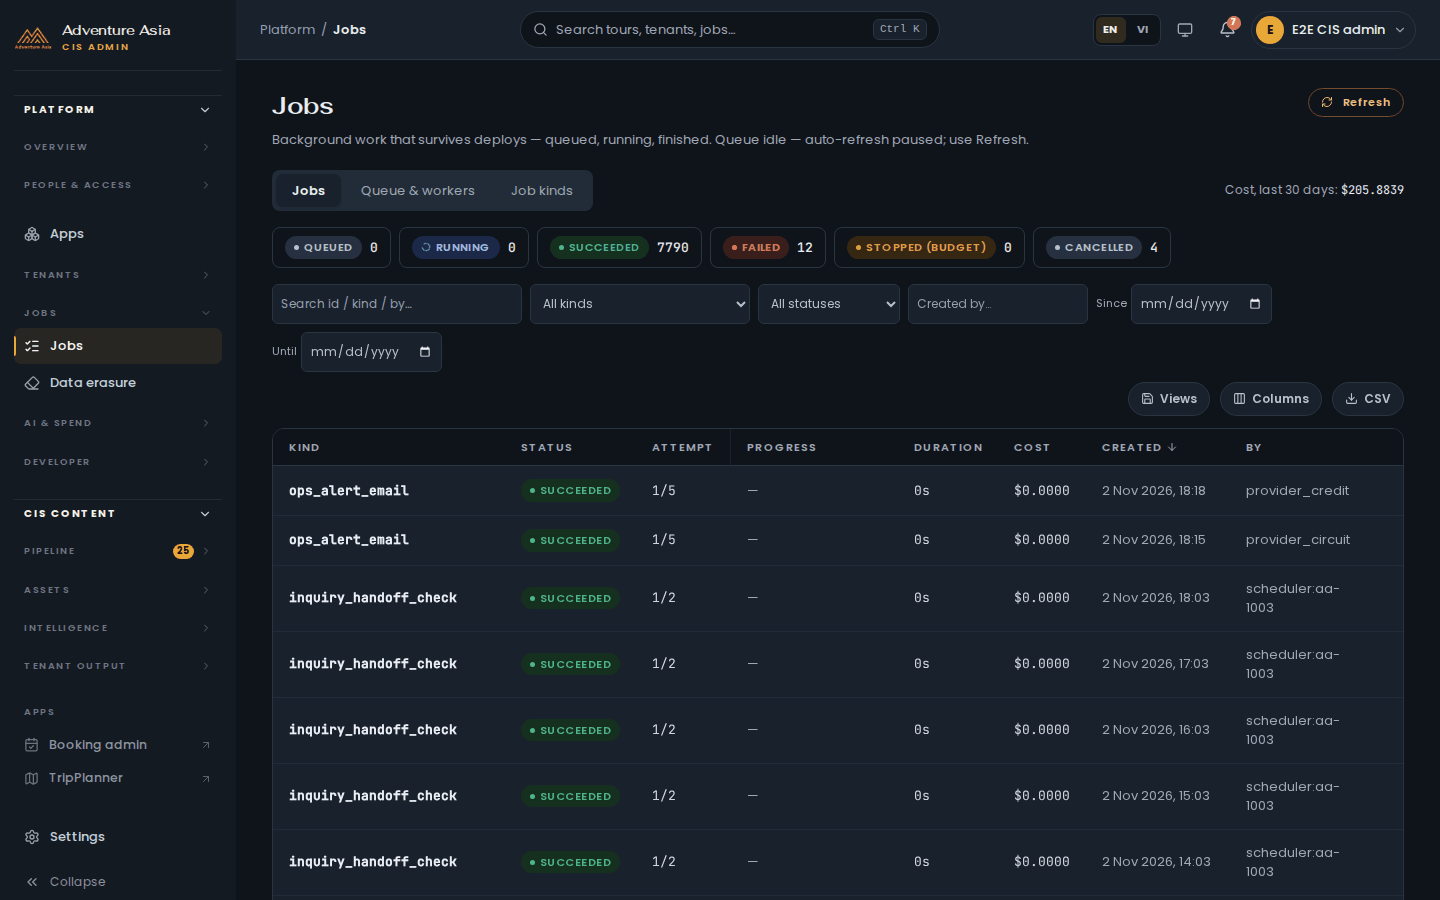 Adventure Asia
CIS ADMIN
Adventure Asia
PLATFORM
OVERVIEW
PEOPLE & ACCESS
Apps
TENANTS
JOBS
Jobs
Data erasure
AI & SPEND
DEVELOPER
CIS CONTENT
PIPELINE 25
ASSETS
INTELLIGENCE
TENANT OUTPUT
APPS
Booking admin
TripPlanner
Settings
Collapse
Platform / Jobs
Search tours, tenants, jobs… Ctrl K
EN VI
7
E E2E CIS admin
Jobs
Refresh
Background work that survives deploys — queued, running, finished. Queue idle — auto-refresh paused; use Refresh.
Jobs Queue & workers Job kinds
Cost, last 30 days: $205.8839
QUEUED 0 RUNNING 0 SUCCEEDED 7790 FAILED 12 STOPPED (BUDGET) 0 CANCELLED 4
Search id / kind / by… All kinds All statuses Created by… Since mm/dd/yyyy
Until mm/dd/yyyy
Views Columns CSV
KIND STATUS ATTEMPT PROGRESS DURATION COST CREATED ↓ BY
ops_alert_email SUCCEEDED 1/5 — 0s $0.0000 2 Nov 2026, 18:18 provider_credit
ops_alert_email SUCCEEDED 1/5 — 0s $0.0000 2 Nov 2026, 18:15 provider_circuit
inquiry_handoff_check SUCCEEDED 1/2 — 0s $0.0000 2 Nov 2026, 18:03 scheduler:aa-
1003
inquiry_handoff_check SUCCEEDED 1/2 — 0s $0.0000 2 Nov 2026, 17:03 scheduler:aa-
1003
inquiry_handoff_check SUCCEEDED 1/2 — 0s $0.0000 2 Nov 2026, 16:03 scheduler:aa-
1003
inquiry_handoff_check SUCCEEDED 1/2 — 0s $0.0000 2 Nov 2026, 15:03 scheduler:aa-
1003
inquiry_handoff_check SUCCEEDED 1/2 — 0s $0.0000 2 Nov 2026, 14:03 scheduler:aa-
1003